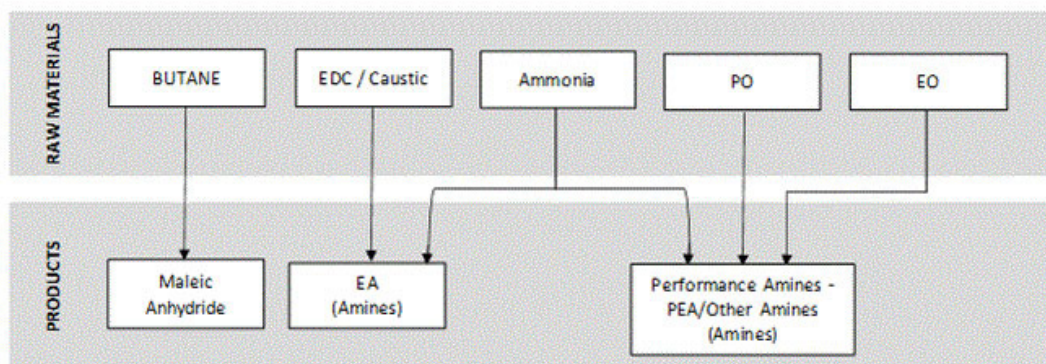 RAW MATERIALS
BUTANE
EDC / Caustic
Ammonia
PO
EO
PRODUCTS
Maleic
Anhydride
EA
(Amines)
Performance Amines -
PEA/Other Amines
(Amines)